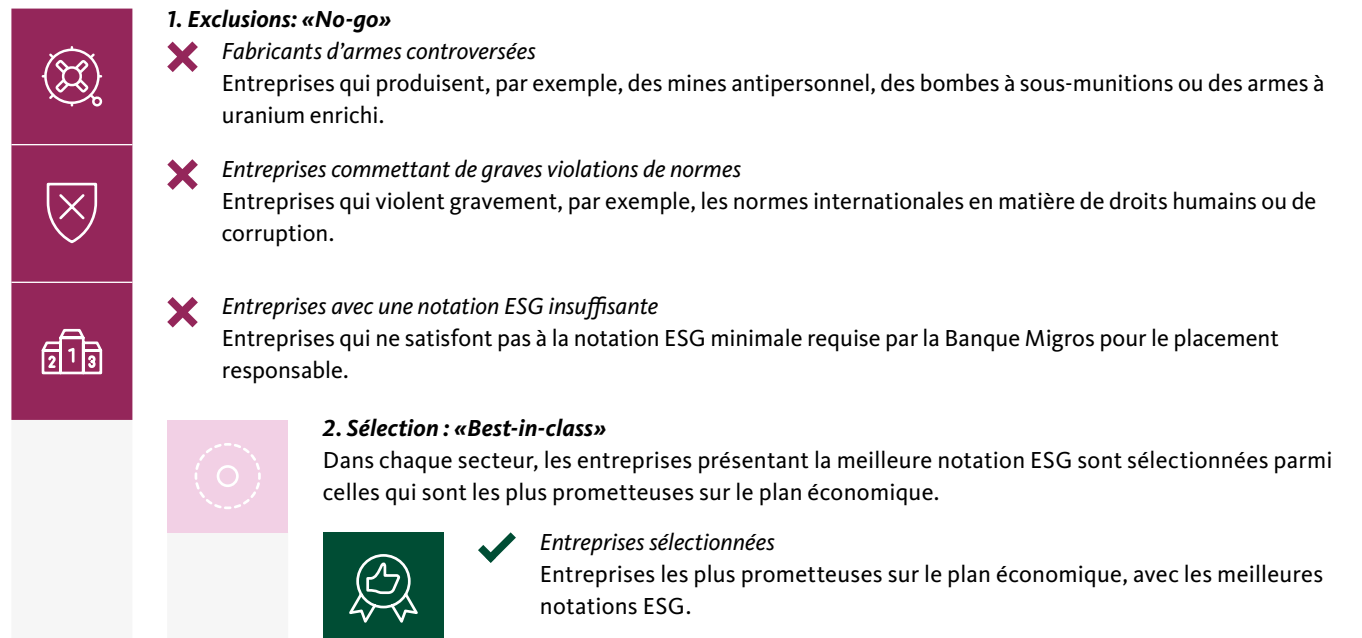 1. Exclusions: «No-go»
Fabricants d'armes controversées
Entreprises qui produisent, par exemple, des mines antipersonnel, des bombes à sous-munitions ou des armes à
uranium enrichi.
Entreprises commettant de graves violations de normes
Entreprises qui violent gravement, par exemple, les normes internationales en matière de droits humains ou de
corruption.
2 1 3
Entreprises avec une notation ESG insuffisante
Entreprises qui ne satisfont pas à la notation ESG minimale requise par la Banque Migros pour le placement
responsable.
2. Sélection : «Best-in-class»
Dans chaque secteur, les entreprises présentant la meilleure notation ESG sont sélectionnées parmi
celles qui sont les plus prometteuses sur le plan économique.
Entreprises sélectionnées
Entreprises les plus prometteuses sur le plan économique, avec les meilleures
notations ESG.